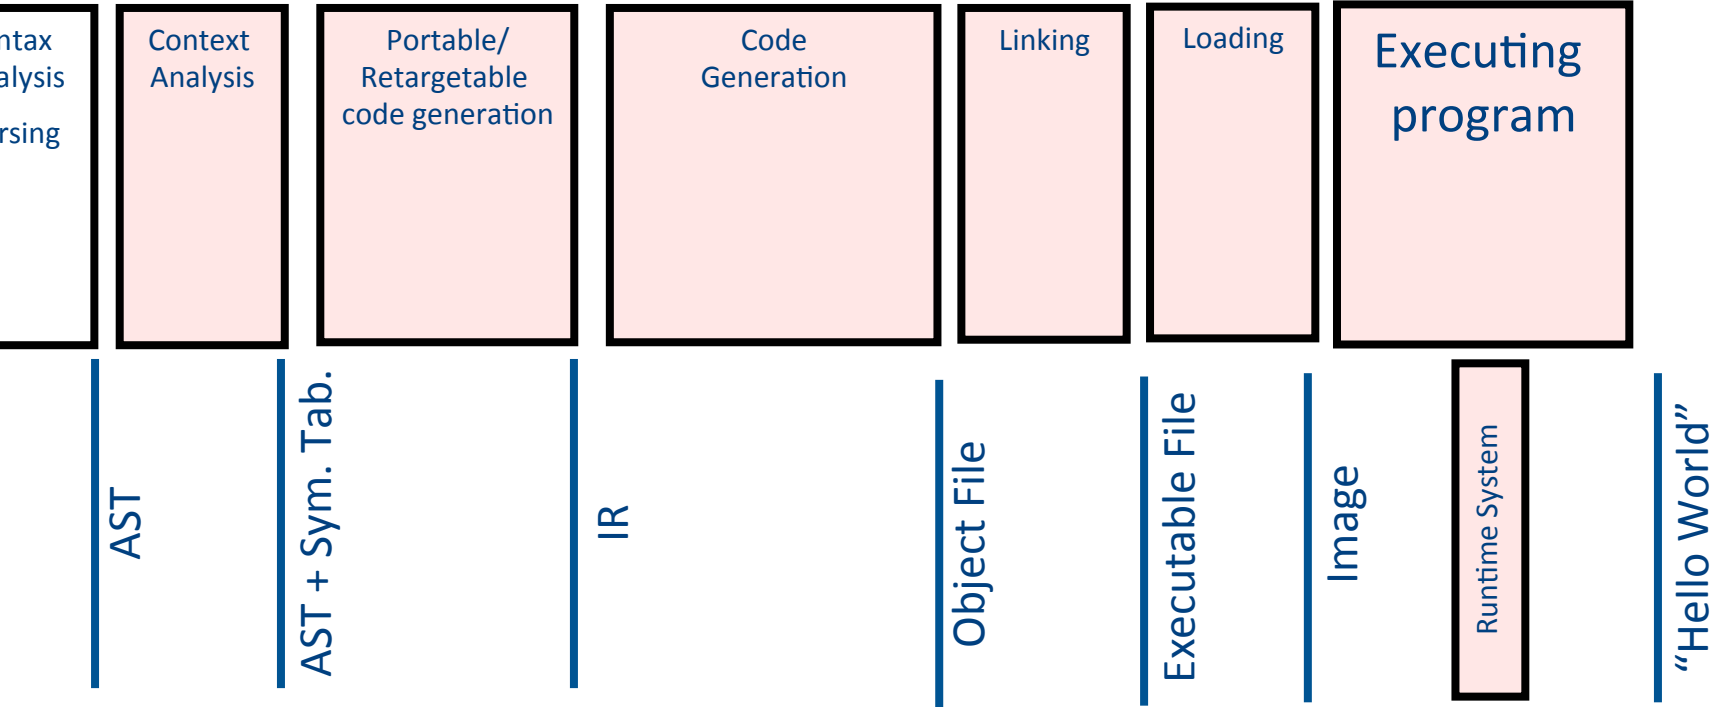 ntax
alysis
rsing
Context
Analysis
Portable/
Retargetable
code generation
Code
Generation
Linking
Loading
Executing
program
AST
AST + Sym. Tab.
IR
Object File
Executable File
Image
Runtime System
“Hello World”